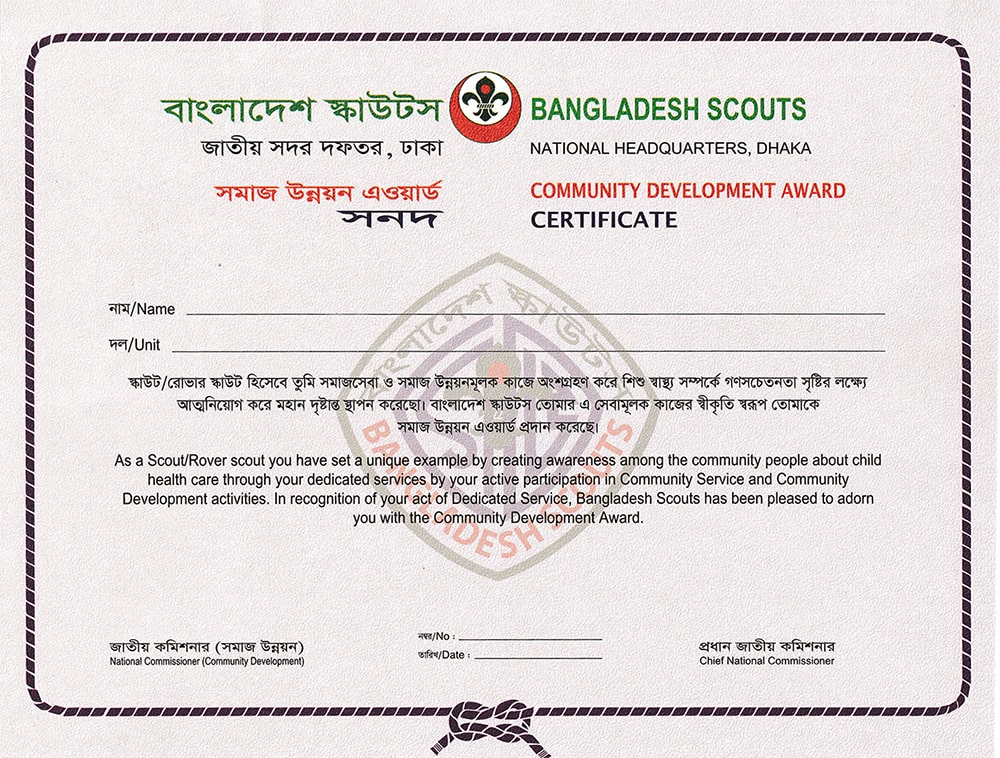 বাংলাদেশ স্কাউটস BANGLADESH SCOUTS
জাতীয় সদর দফতর, ঢাকা NATIONAL HEADQUARTERS, DHAKA
সমাজ উন্নয়ন এওয়ার্ড COMMUNITY DEVELOPMENT AWARD
সনদ CERTIFICATE
নাম/Name
দল/Unit
বাংলাদেশ স্কাউটস
স্কাউট/রোভার স্কাউট হিসেবে তুমি সমাজসেবা ও সমাজ উন্নয়নমূলক কাজে অংশগ্রহণ করে শিশু স্বাস্থ্য সম্পর্কে গণসচেতনতা সৃষ্টির লক্ষ্যে
আত্মনিয়োগ করে মহান দৃষ্টান্ত স্থাপন করেছো। বাংলাদেশ স্কাউটস তোমার এ সেবামূলক কাজের স্বীকৃতি স্বরূপ তোমাকে
সমাজ উন্নয়ন এওয়ার্ড প্রদান করেছে।
BANGLADESH SCOUTS
As a Scout/Rover scout you have set a unique example by creating awareness among the community people about child
health care through your dedicated services by your active participation in Community Service and Community
Development activities. In recognition of your act of Dedicated Service, Bangladesh Scouts has been pleased to adorn
you with the Community Development Award.
নম্বর/No :
তারিখ/Date :
জাতীয় কমিশনার (সমাজ উন্নয়ন)
National Commissioner (Community Development)
প্রধান জাতীয় কমিশনার
Chief National Commissioner